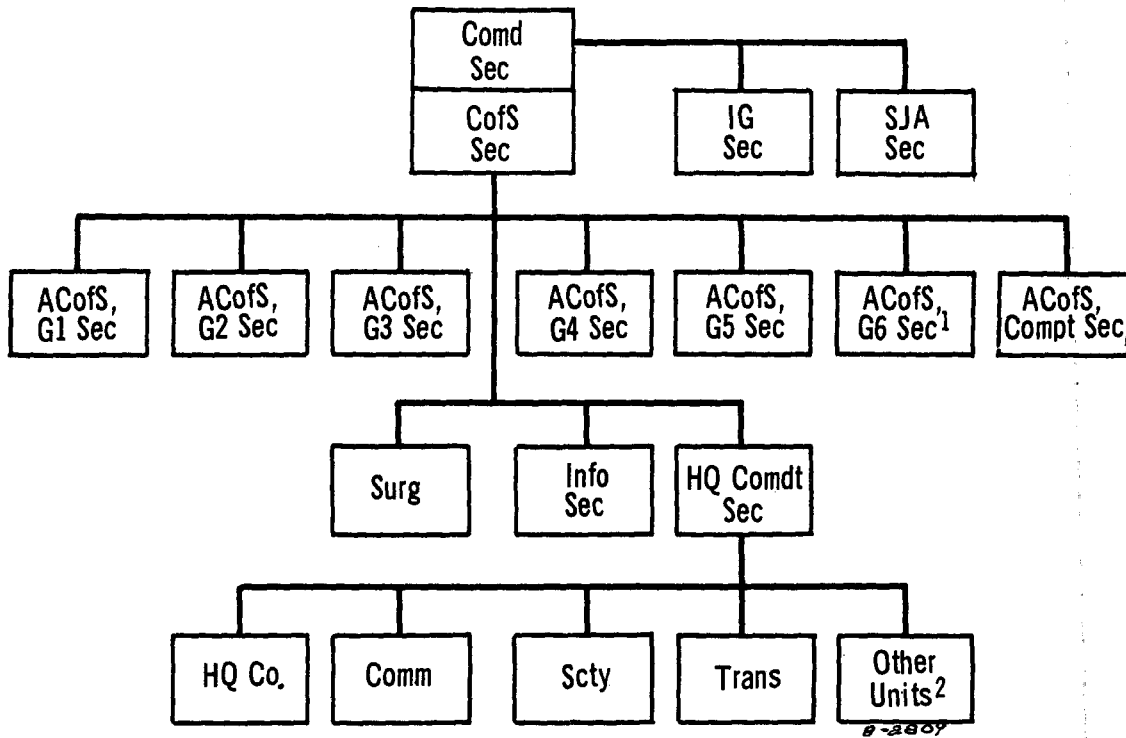 Comd
Sec
CofS
Sec
IG
Sec
SJA
Sec
ACofS,
G1 Sec
ACofS,
G2 Sec
ACofS,
G3 Sec
ACofS,
G4 Sec
ACofS,
G5 Sec
ACofS,
G6 Sec¹
ACofS,
Compt Sec
Surg
Info
Sec
HQ Comdt
Sec
HQ Co.
Comm
Scty
Trans
Other
Units²
8-2809